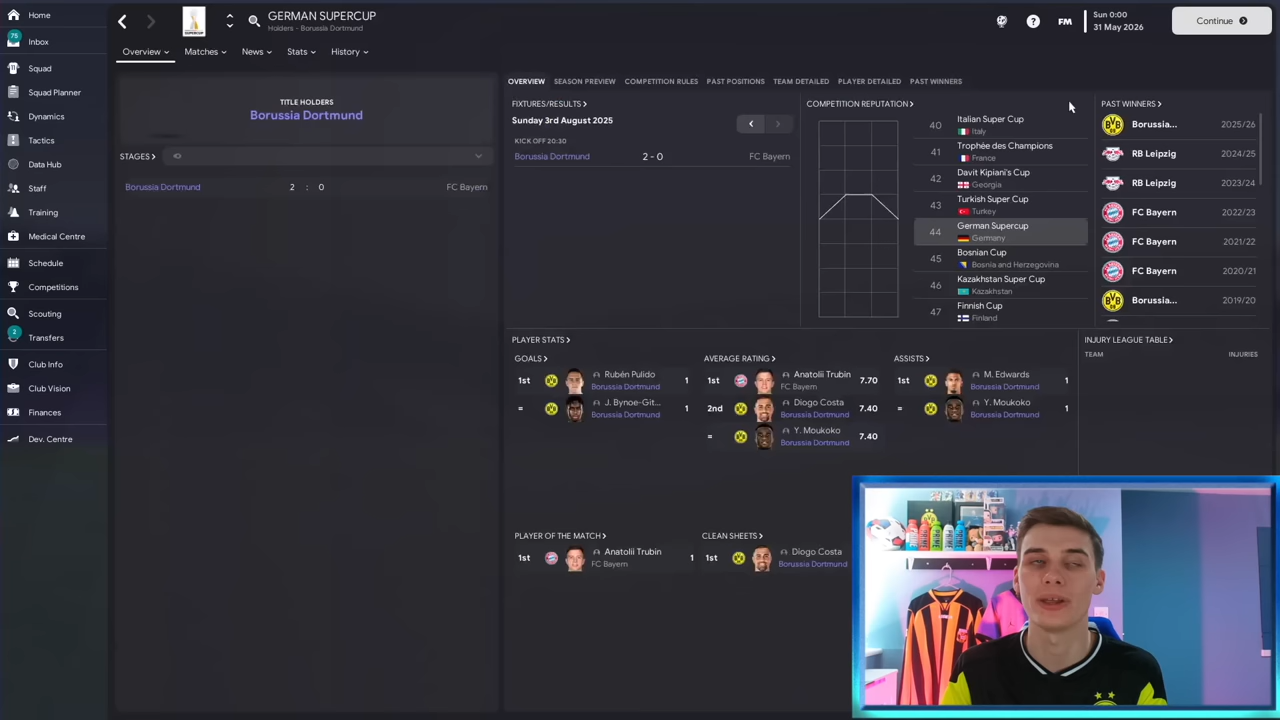 Home
79
Inbox
Squad
Squad Planner
Dynamics
Tactics
Data Hub
Staff
Training
Medical Centre
Schedule
Competitions
Scouting
2
Transfers
Club Info
Club Vision
Finances
Dev. Centre
SUPERCUP
GERMAN SUPERCUP
Holders - Borussia Dortmund
?
FM
Sun 0:00
31 May 2026
Continue
Overview
Matches
News
Stats
History
TITLE HOLDERS
Borussia Dortmund
STAGES
Borussia Dortmund 2 : 0 FC Bayern
OVERVIEW SEASON PREVIEW COMPETITION RULES PAST POSITIONS TEAM DETAILED PLAYER DETAILED PAST WINNERS
FIXTURES/RESULTS
Sunday 3rd August 2025
KICK OFF 20:30
Borussia Dortmund 2 - 0 FC Bayern
COMPETITION REPUTATION
40 Italian Super Cup
Italy
41 Trophée des Champions
France
42 Davit Kipiani's Cup
Georgia
43 Turkish Super Cup
Turkey
44 German Supercup
Germany
45 Bosnian Cup
Bosnia and Herzegovina
46 Kazakhstan Super Cup
Kazakhstan
47 Finnish Cup
Finland
PAST WINNERS
Borussia... 2025/26
RB Leipzig 2024/25
RB Leipzig 2023/24
FC Bayern 2022/23
FC Bayern 2021/22
FC Bayern 2020/21
Borussia... 2019/20
PLAYER STATS
GOALS
1st Rubén Pulido 1
Borussia Dortmund
= J. Bynoe-Git... 1
Borussia Dortmund
AVERAGE RATING
1st Anatolii Trubin 7.70
FC Bayern
2nd Diogo Costa 7.40
Borussia Dortmund
= Y. Moukoko 7.40
Borussia Dortmund
ASSISTS
1st M. Edwards 1
Borussia Dortmund
= Y. Moukoko 1
Borussia Dortmund
INJURY LEAGUE TABLE
TEAM INJURIES
PLAYER OF THE MATCH
1st Anatolii Trubin 1
FC Bayern
CLEAN SHEETS
1st Diogo Costa
Borussia Dortmund